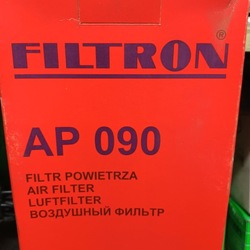 FILTRON®
AP 090
FILTR POWIETRZA
AIR FILTER
LUFTFILTER
ВОЗДУШНЫЙ ФИЛЬТР